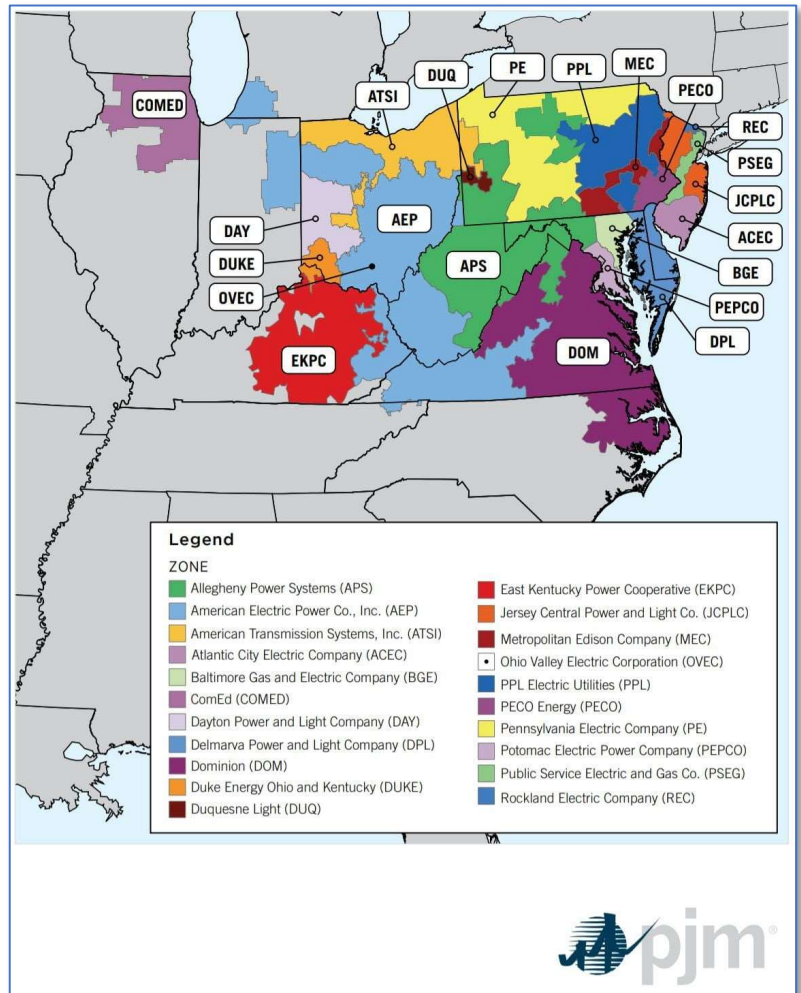 COMED
ATSI
DUQ
PE
PPL
MEC
PECO
REC
PSEG
JCPLC
ACEC
BGE
PEPCO
DPL
DAY
DUKE
OVEC
AEP
APS
EKPC
DOM
Legend
ZONE
Allegheny Power Systems (APS)
American Electric Power Co., Inc. (AEP)
American Transmission Systems, Inc. (ATSI)
Atlantic City Electric Company (ACEC)
Baltimore Gas and Electric Company (BGE)
ComEd (COMED)
Dayton Power and Light Company (DAY)
Delmarva Power and Light Company (DPL)
Dominion (DOM)
Duke Energy Ohio and Kentucky (DUKE)
Duquesne Light (DUQ)
East Kentucky Power Cooperative (EKPC)
Jersey Central Power and Light Co. (JCPLC)
Metropolitan Edison Company (MEC)
Ohio Valley Electric Corporation (OVEC)
PPL Electric Utilities (PPL)
PECO Energy (PECO)
Pennsylvania Electric Company (PE)
Potomac Electric Power Company (PEPCO)
Public Service Electric and Gas Co. (PSEG)
Rockland Electric Company (REC)
pjm®